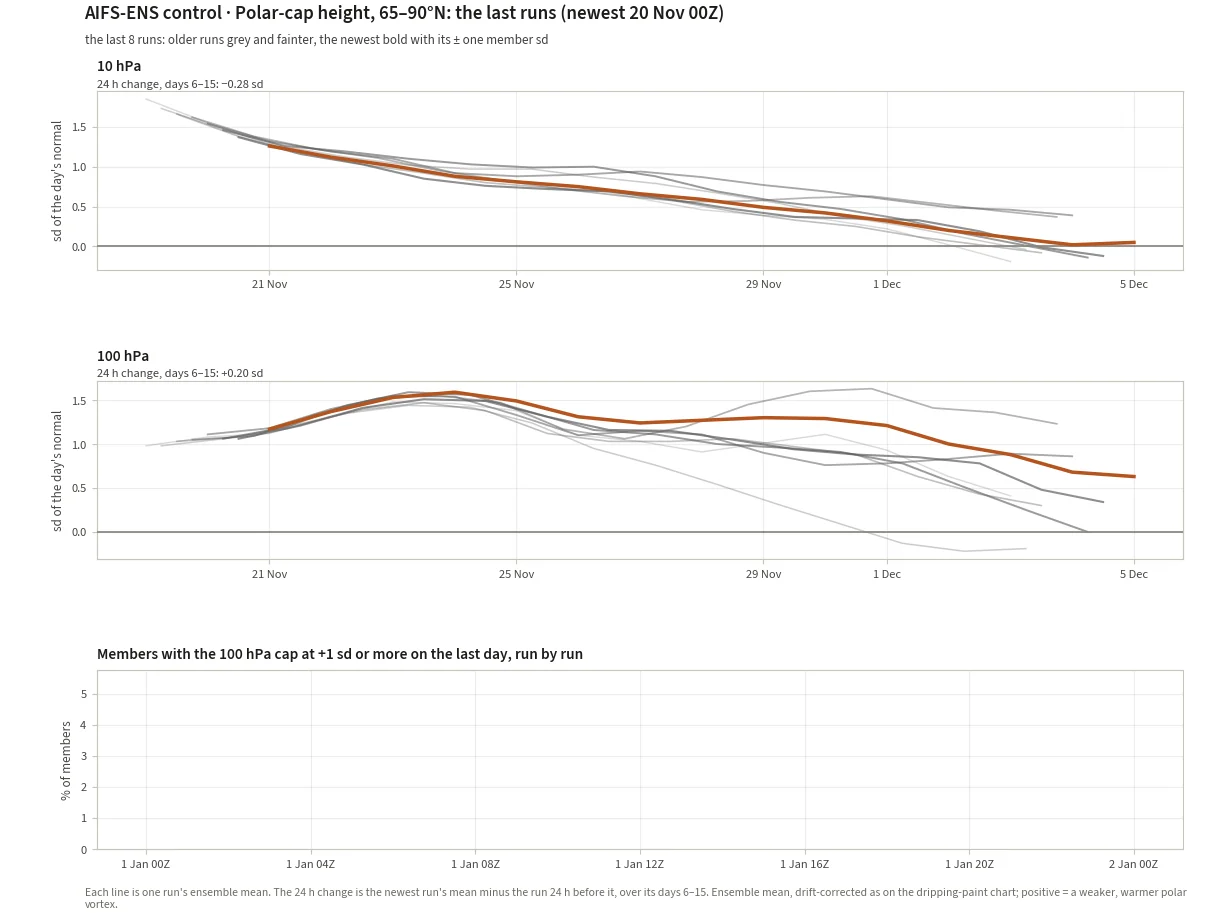 AIFS-ENS control · Polar-cap height, 65–90°N: the last runs (newest 20 Nov 00Z)
the last 8 runs: older runs grey and fainter, the newest bold with its ± one member sd
10 hPa
24 h change, days 6–15: −0.28 sd
sd of the day's normal
1.5
1.0
0.5
0.0
21 Nov
25 Nov
29 Nov
1 Dec
5 Dec
100 hPa
24 h change, days 6–15: +0.20 sd
sd of the day's normal
1.5
1.0
0.5
0.0
21 Nov
25 Nov
29 Nov
1 Dec
5 Dec
Members with the 100 hPa cap at +1 sd or more on the last day, run by run
% of members
5
4
3
2
1
0
1 Jan 00Z
1 Jan 04Z
1 Jan 08Z
1 Jan 12Z
1 Jan 16Z
1 Jan 20Z
2 Jan 00Z
Each line is one run's ensemble mean. The 24 h change is the newest run's mean minus the run 24 h before it, over its days 6–15. Ensemble mean, drift-corrected as on the dripping-paint chart; positive = a weaker, warmer polar
vortex.